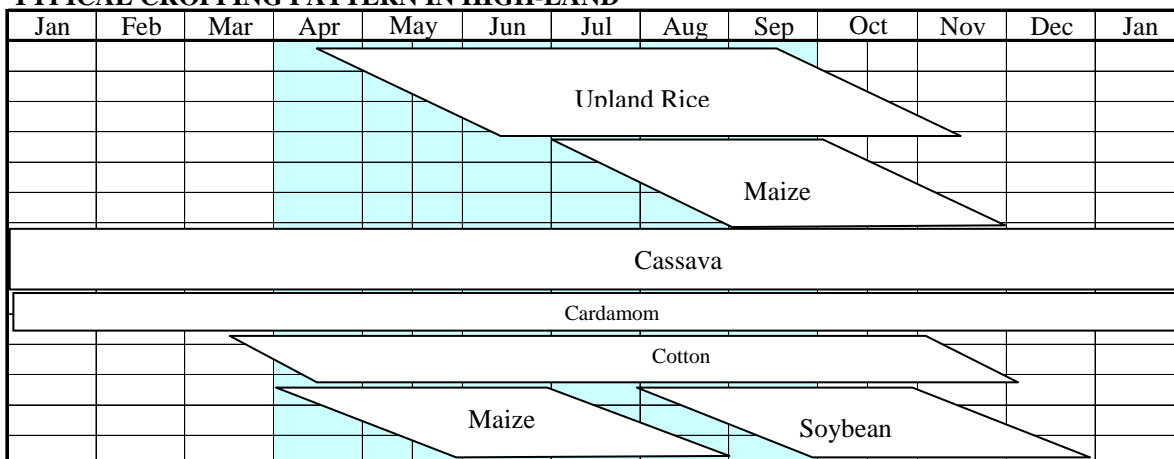 TYPICAL CROPPING PATTERN IN HIGH-LAND
Jan Feb Mar Apr May Jun Jul Aug Sep Oct Nov Dec Jan
Upland Rice
Maize
Cassava
Cardamom
Cotton
Maize
Soybean